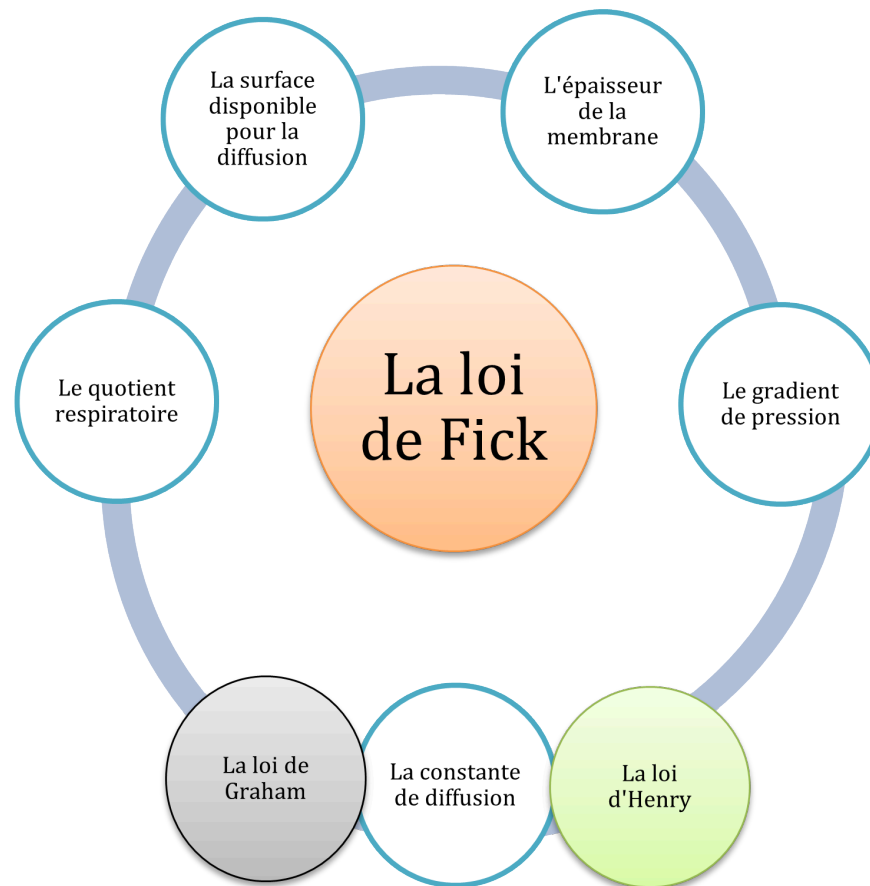 La surface
disponible
pour la
diffusion
L'épaisseur
de la
membrane
Le quotient
respiratoire
La loi
de Fick
Le gradient
de pression
La loi de
Graham
La constante
de diffusion
La loi
d'Henry